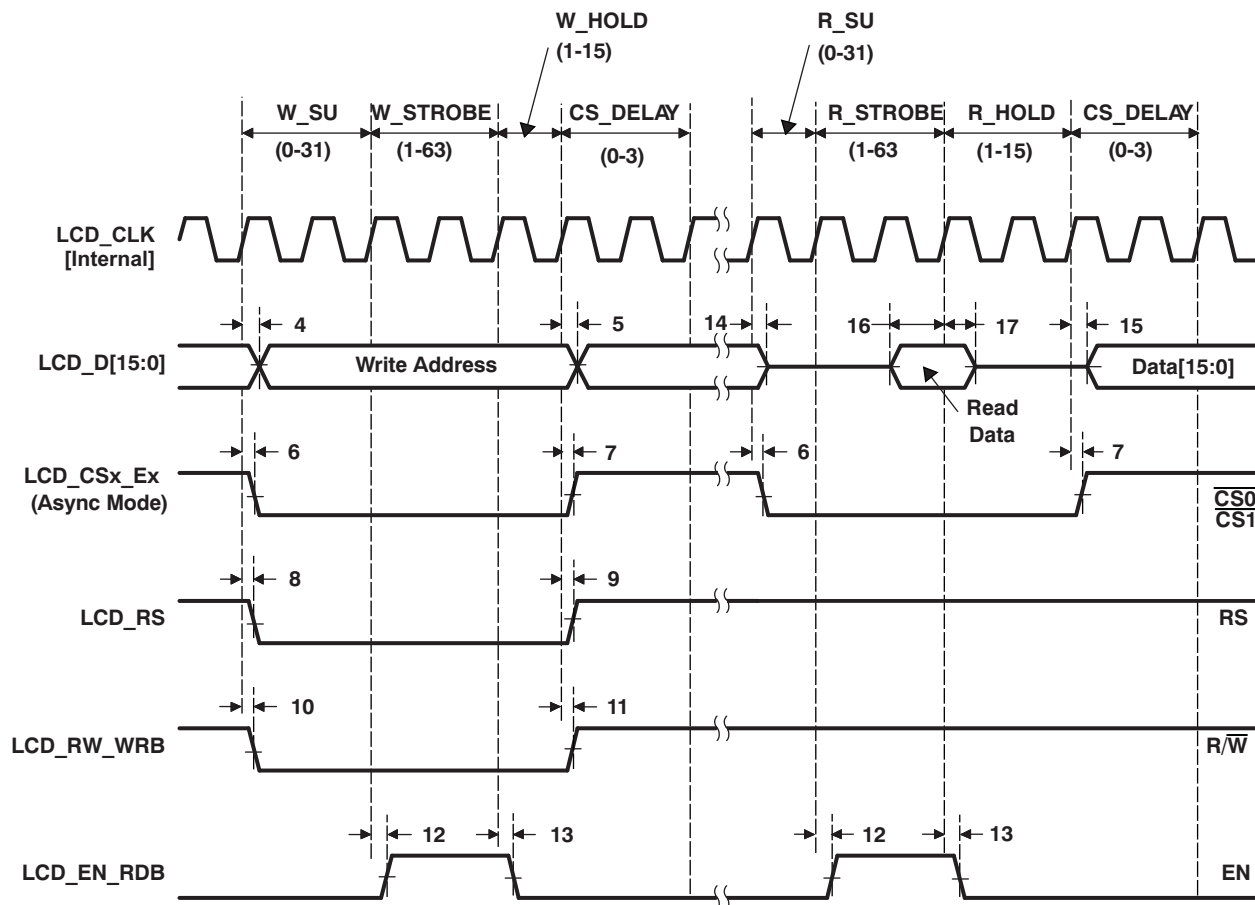 W_HOLD
(1-15)
R_SU
(0-31)
W_SU W_STROBE CS_DELAY R_STROBE R_HOLD CS_DELAY
(0-31) (1-63) (0-3) (1-63 (1-15) (0-3)
LCD_CLK
[Internal]
4 5 14 16 17 15
LCD_D[15:0] Write Address Data[15:0]
Read
Data
6 7 6 7
LCD_CSx_Ex
(Async Mode)
CS0
CS1
8 9
LCD_RS RS
10 11
LCD_RW_WRB R/W
12 13 12 13
LCD_EN_RDB EN